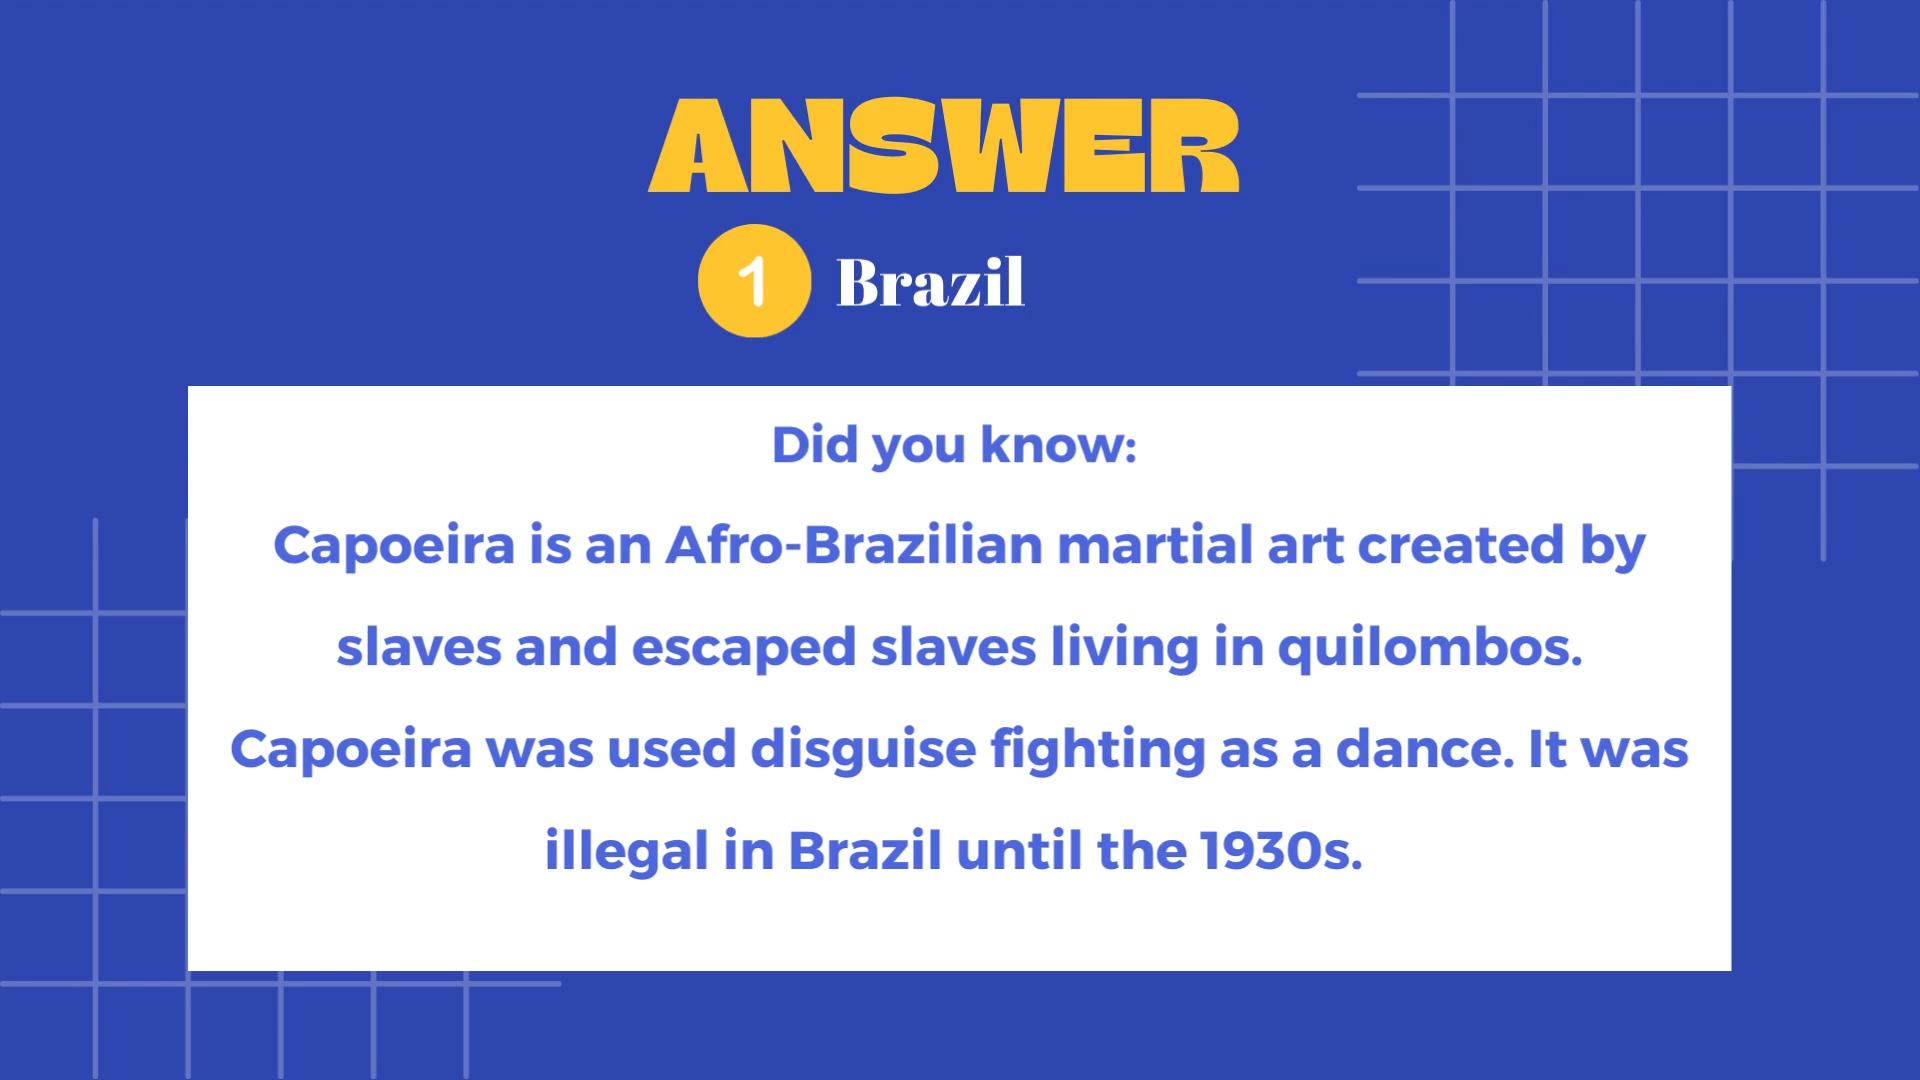 ANSWER
1 Brazil
Did you know:
Capoeira is an Afro-Brazilian martial art created by
slaves and escaped slaves living in quilombos.
Capoeira was used disguise fighting as a dance. It was
illegal in Brazil until the 1930s.